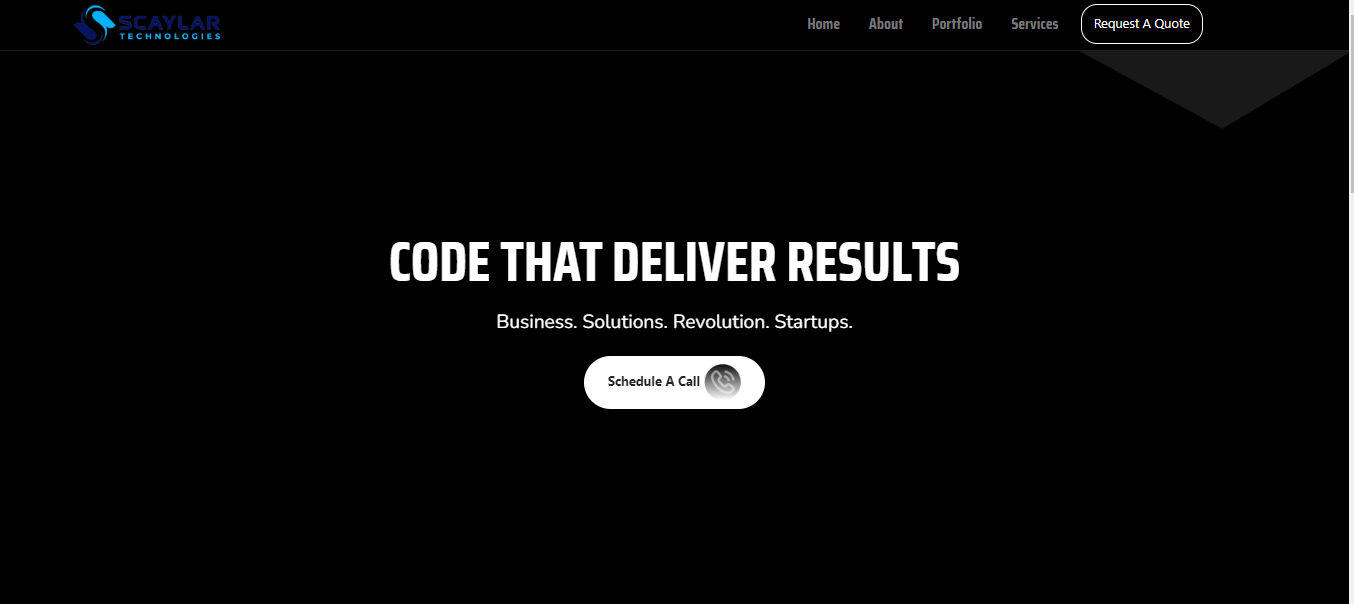 SCAYLAR
TECHNOLOGIES
Home About Portfolio Services Request A Quote
CODE THAT DELIVER RESULTS
Business. Solutions. Revolution. Startups.
Schedule A Call